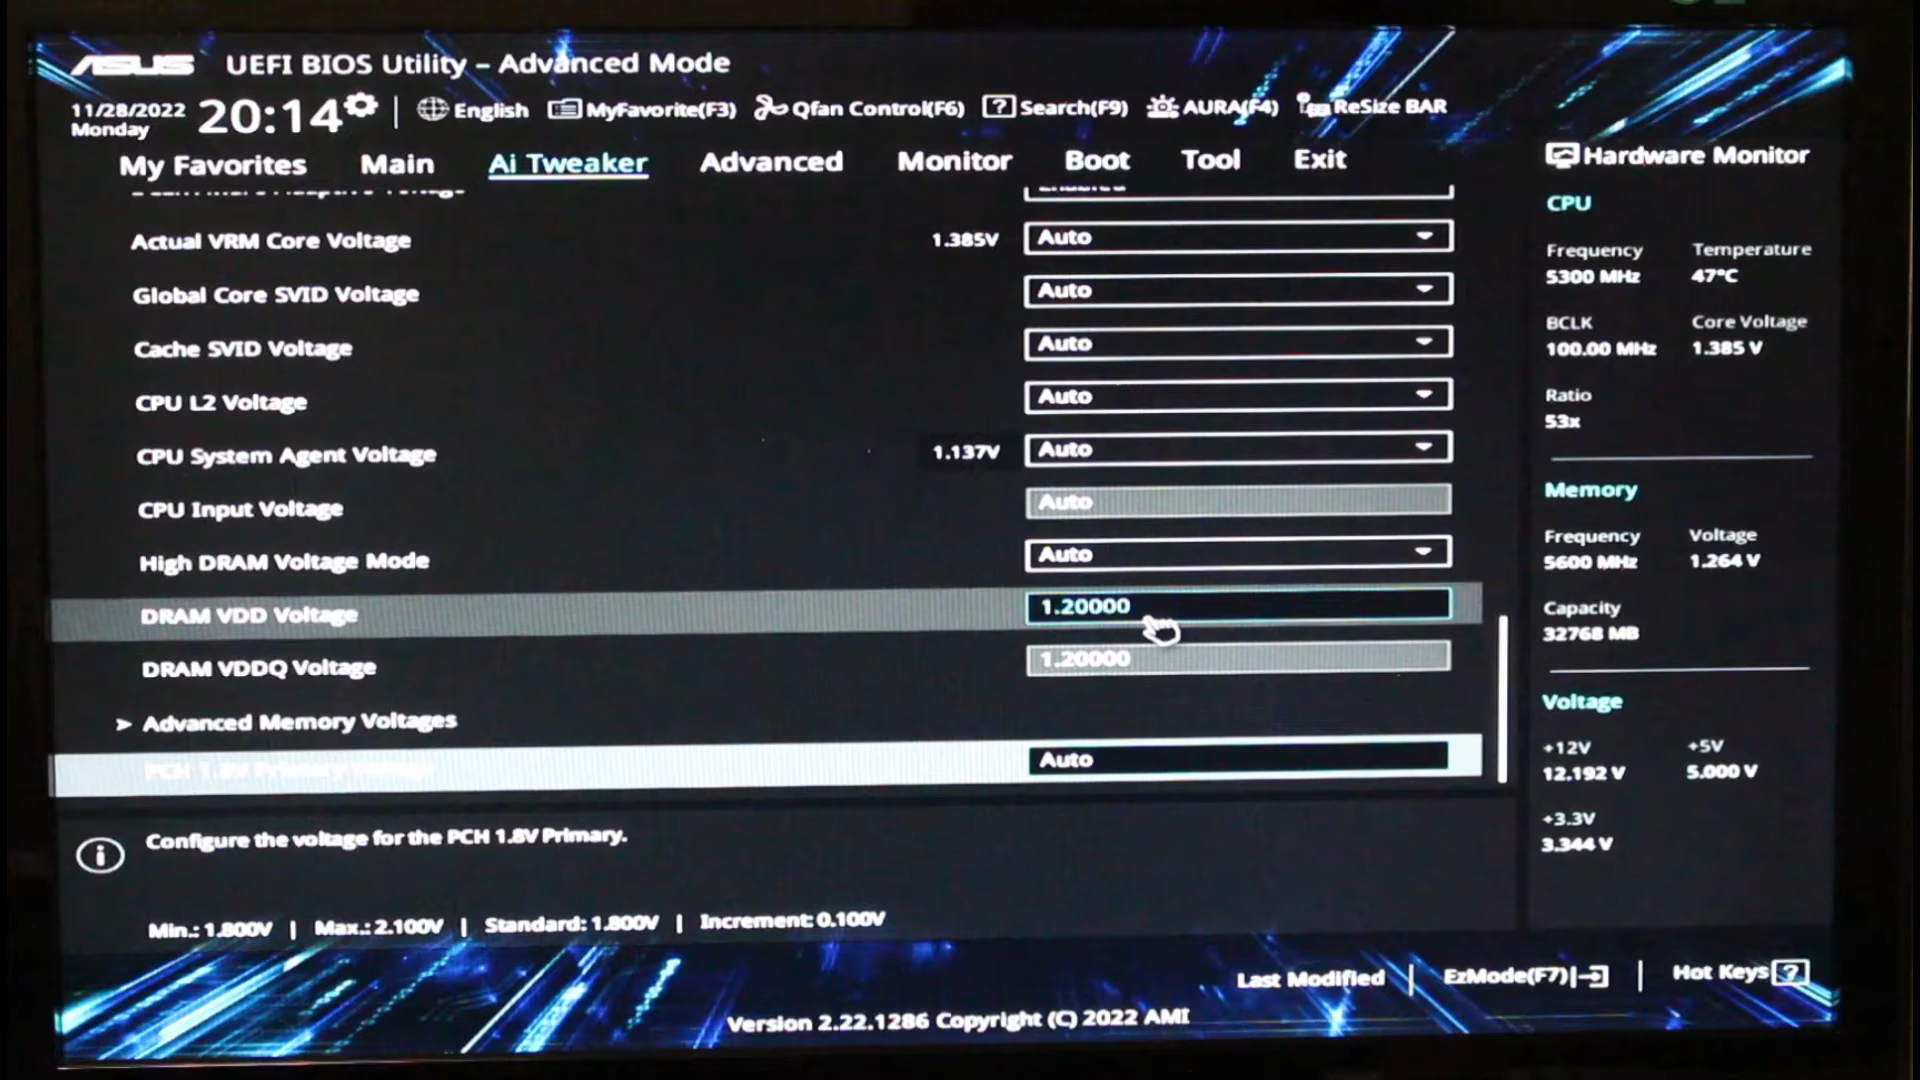 ASUS UEFI BIOS Utility – Advanced Mode
11/28/2022
Monday
20:14
English MyFavorite(F3) Qfan Control(F6) Search(F9) AURA(F4) ReSize BAR
My Favorites Main Ai Tweaker Advanced Monitor Boot Tool Exit
Actual VRM Core Voltage 1.385V Auto
Global Core SVID Voltage Auto
Cache SVID Voltage Auto
CPU L2 Voltage Auto
CPU System Agent Voltage 1.137V Auto
CPU Input Voltage Auto
High DRAM Voltage Mode Auto
DRAM VDD Voltage 1.20000
DRAM VDDQ Voltage 1.20000
> Advanced Memory Voltages
PCH 1.8V Primary Voltage Auto
Configure the voltage for the PCH 1.8V Primary.
Min.: 1.800V | Max.: 2.100V | Standard: 1.800V | Increment: 0.100V
Hardware Monitor
CPU
Frequency Temperature
5300 MHz 47°C
BCLK Core Voltage
100.00 MHz 1.385 V
Ratio
53x
Memory
Frequency Voltage
5600 MHz 1.264 V
Capacity
32768 MB
Voltage
+12V +5V
12.192 V 5.000 V
+3.3V
3.344 V
Last Modified | EzMode(F7) | Hot Keys ?
Version 2.22.1286 Copyright (C) 2022 AMI